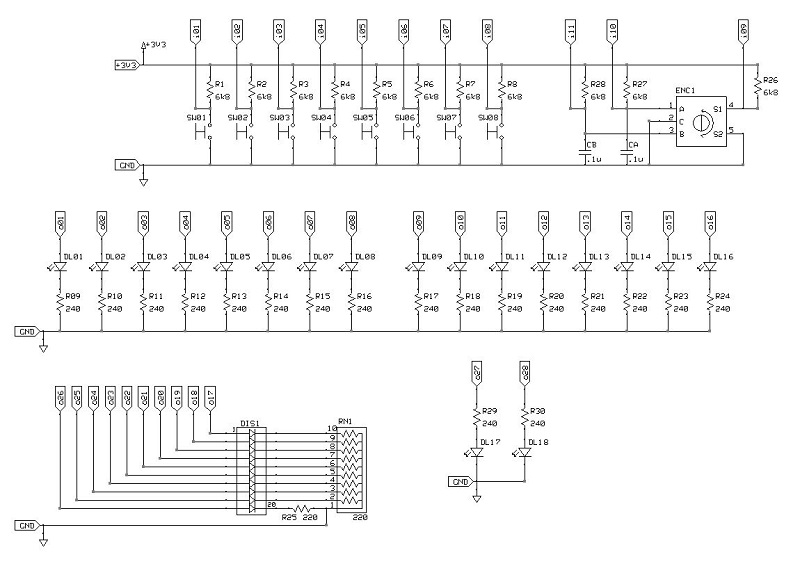 i01 i02 i03 i04 i05 i06 i07 i08 i11 i10 i09
A+3V3
+3V3
R1 R2 R3 R4 R5 R6 R7 R8 R28 R27 R26
6k8 6k8 6k8 6k8 6k8 6k8 6k8 6k8 6k8 6k8 6k8
ENC1
1 A S1 4
2 C
3 B S2 5
SW01 SW02 SW03 SW04 SW05 SW06 SW07 SW08
CB CA
.1u .1u
GND
o01 o02 o03 o04 o05 o06 o07 o08 o09 o10 o11 o12 o13 o14 o15 o16
DL01 DL02 DL03 DL04 DL05 DL06 DL07 DL08 DL09 DL10 DL11 DL12 DL13 DL14 DL15 DL16
R09 R10 R11 R12 R13 R14 R15 R16 R17 R18 R19 R20 R21 R22 R23 R24
240 240 240 240 240 240 240 240 240 240 240 240 240 240 240 240
GND
o27 o28
R29 R30
240 240
DL17 DL18
GND
o26 o25 o24 o23 o22 o21 o20 o19 o18 o17
DIS1 RN1
1 10
9
8
7
6
5
4
3
2
20 1
R25 220 220
GND